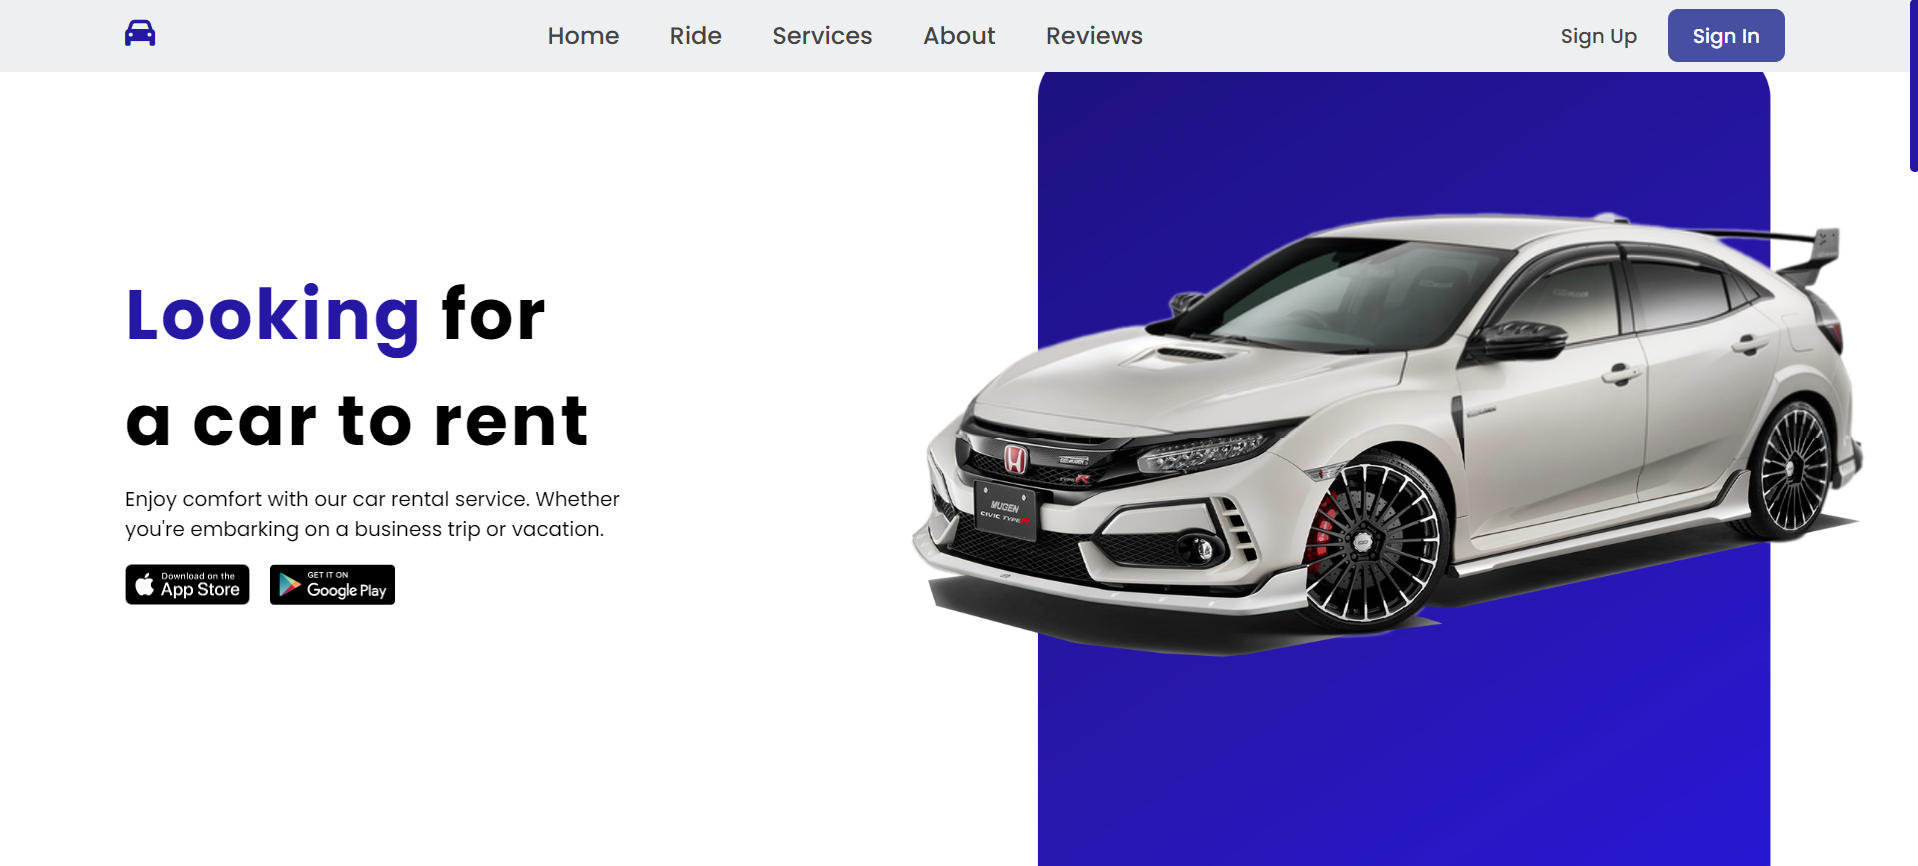 Home Ride Services About Reviews Sign Up Sign In
Looking for
a car to rent
Enjoy comfort with our car rental service. Whether
you're embarking on a business trip or vacation.
Download on the
App Store
GET IT ON
Google Play
TYPE R
MUGEN
CIVIC TYPE R